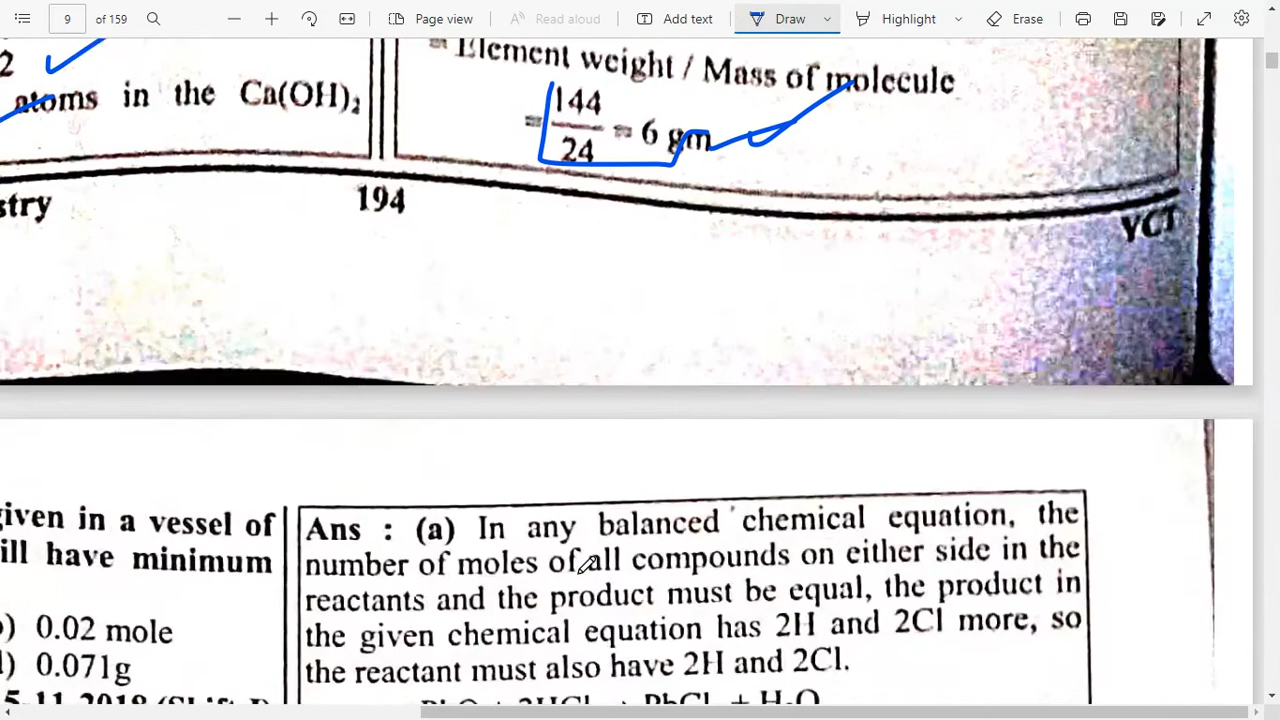 9 of 159 Page view Read aloud Add text Draw Highlight Erase
2
atoms in the Ca(OH)₂
= Element weight / Mass of molecule
= 144/24 = 6 gm
stry 194 YCT
given in a vessel of
ill have minimum
) 0.02 mole
) 0.071g
Ans : (a) In any balanced chemical equation, the
number of moles of all compounds on either side in the
reactants and the product must be equal, the product in
the given chemical equation has 2H and 2Cl more, so
the reactant must also have 2H and 2Cl.